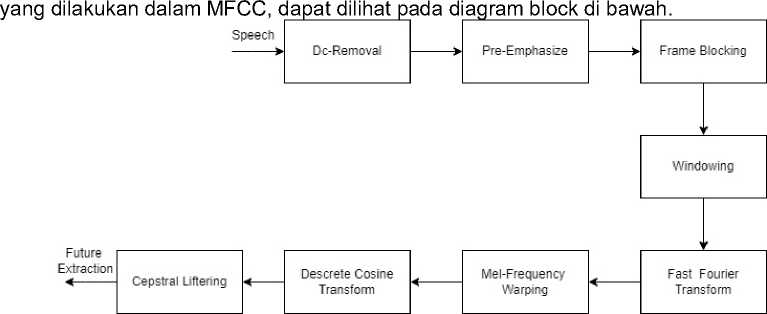 yang dilakukan dalam MFCC, dapat dilihat pada diagram block di bawah.
Speech
Dc-Removal
Pre-Emphasize
Frame Blocking
Windowing
Fast Fourier
Transform
Mel-Frequency
Warping
Descrete Cosine
Transform
Cepstral Liftering
Future
Extraction